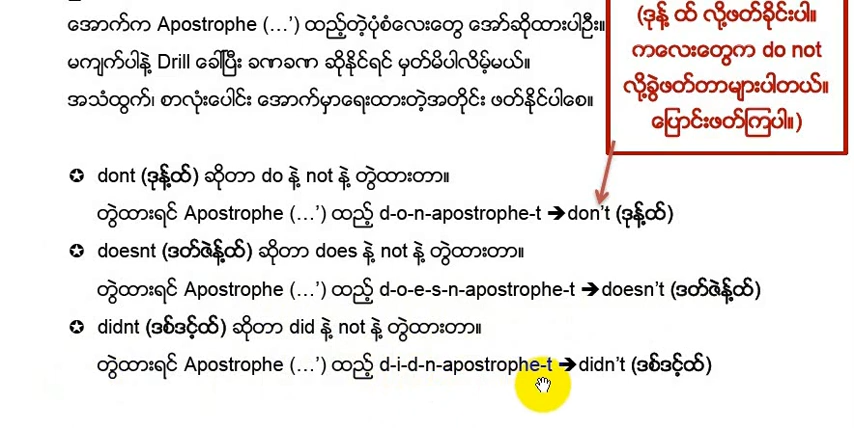 အောက်က Apostrophe (…’) ထည့်တဲ့ပုံစံလေးတွေ အော်ဆိုထားပါဦး။
မကျက်ပါနဲ့ Drill ခေါ်ပြီး ခဏခဏ ဆိုနိုင်ရင် မှတ်မိပါလိမ့်မယ်။
အသံထွက်၊ စာလုံးပေါင်း အောက်မှာရေးထားတဲ့အတိုင်း ဖတ်နိုင်ပါစေ။
(ဒုန့် ထ် လို့ဖတ်ခိုင်းပါ။
ကလေးတွေက do not
လို့ခွဲဖတ်တာများပါတယ်။
ပြောင်းဖတ်ကြပါ။)
✪ dont (ဒုန့်ထ်) ဆိုတာ do နဲ့ not နဲ့ တွဲထားတာ။
တွဲထားရင် Apostrophe (…’) ထည့် d-o-n-apostrophe-t ➔don’t (ဒုန့်ထ်)
✪ doesnt (ဒတ်ဇဲန့်ထ်) ဆိုတာ does နဲ့ not နဲ့ တွဲထားတာ။
တွဲထားရင် Apostrophe (…’) ထည့် d-o-e-s-n-apostrophe-t ➔doesn’t (ဒတ်ဇဲန့်ထ်)
✪ didnt (ဒစ်ဒင့်ထ်) ဆိုတာ did နဲ့ not နဲ့ တွဲထားတာ။
တွဲထားရင် Apostrophe (…’) ထည့် d-i-d-n-apostrophe-t ➔didn’t (ဒစ်ဒင့်ထ်)